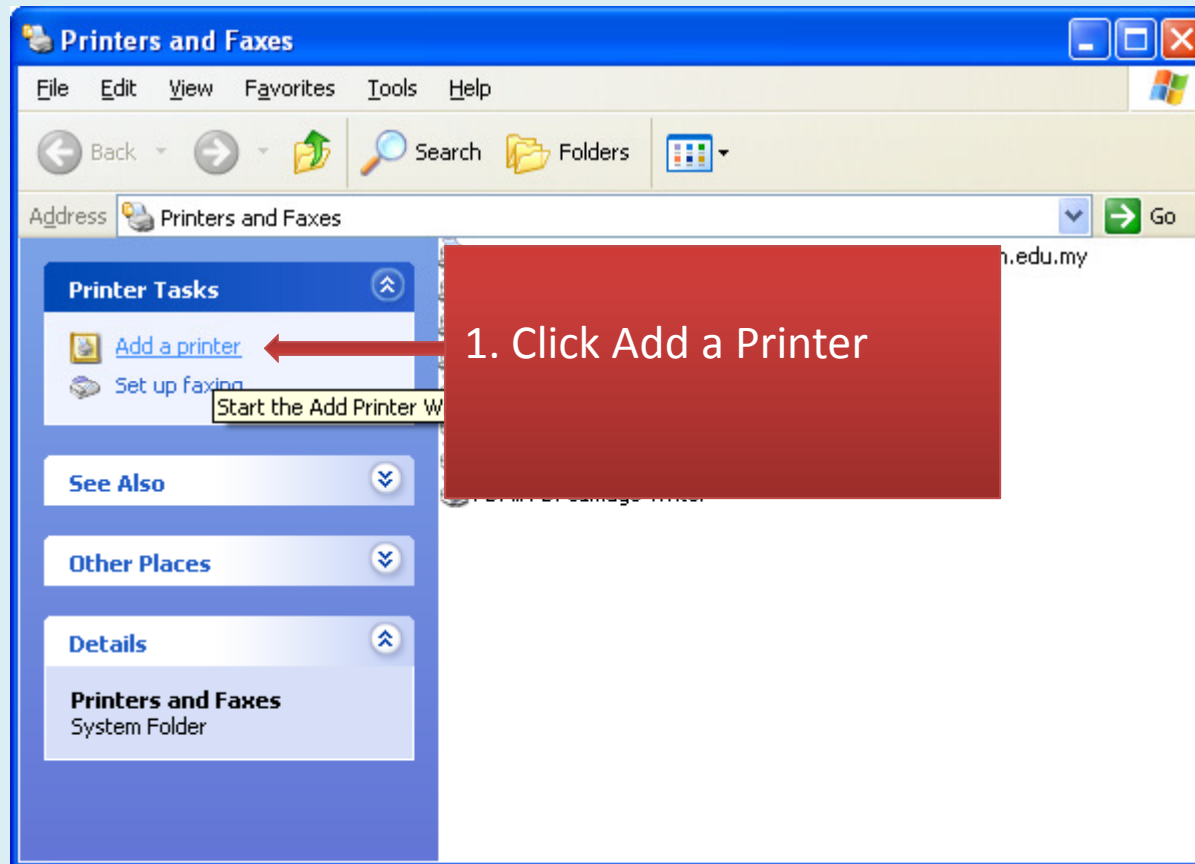 Printers and Faxes
File Edit View Favorites Tools Help
Back Search Folders
Address Printers and Faxes Go
Printer Tasks
Add a printer
Set up faxing
Start the Add Printer W
See Also
Other Places
Details
Printers and Faxes
System Folder
n.edu.my
1. Click Add a Printer